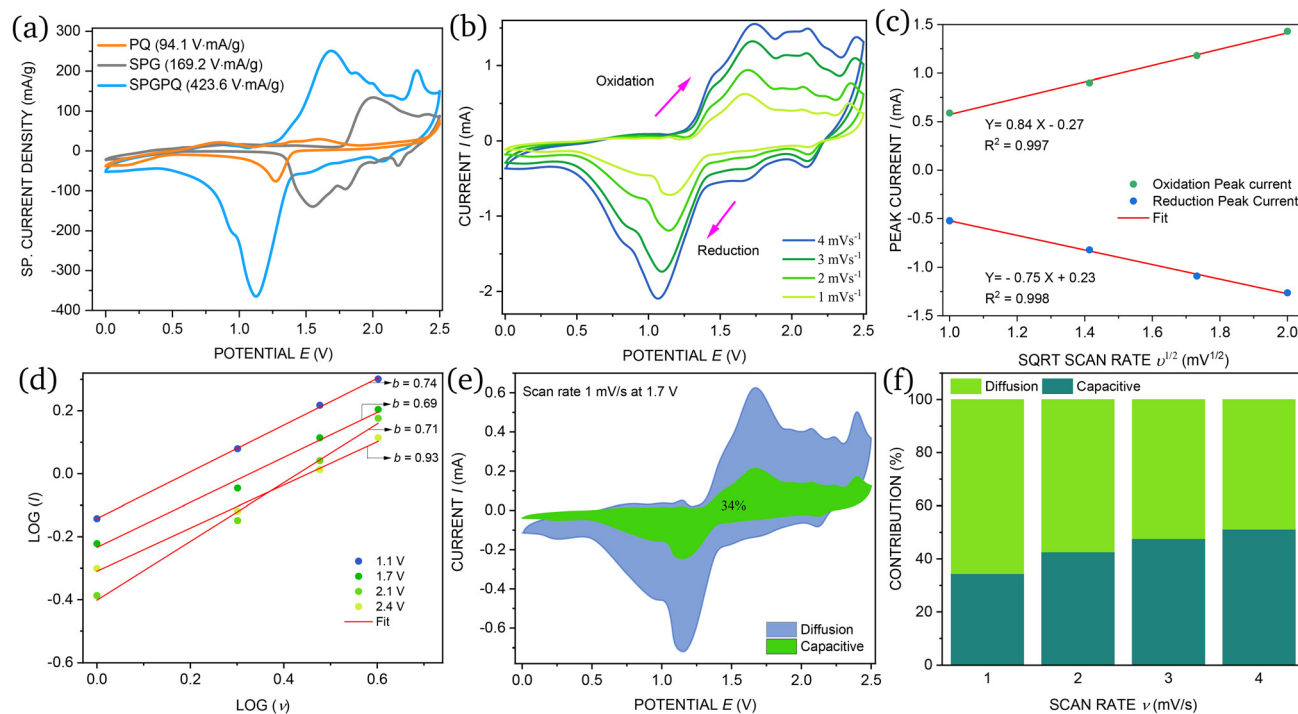 (a)
300
200
100
0
-100
-200
-300
-400
SP. CURRENT DENSITY (mA/g)
PQ (94.1 V·mA/g)
SPG (169.2 V·mA/g)
SPGPQ (423.6 V·mA/g)
0.0 0.5 1.0 1.5 2.0 2.5
POTENTIAL E (V)
(b)
1
0
-1
-2
CURRENT I (mA)
Oxidation
Reduction
4 mVs⁻¹
3 mVs⁻¹
2 mVs⁻¹
1 mVs⁻¹
0.0 0.5 1.0 1.5 2.0 2.5
POTENTIAL E (V)
(c)
1.5
1.0
0.5
0.0
-0.5
-1.0
-1.5
PEAK CURRENT I (mA)
Y= 0.84 X - 0.27
R² = 0.997
Oxidation Peak current
Reduction Peak Current
Fit
Y= - 0.75 X + 0.23
R² = 0.998
1.0 1.2 1.4 1.6 1.8 2.0
SQRT SCAN RATE υ¹/² (mV¹/²)
(d)
0.2
0.0
-0.2
-0.4
-0.6
LOG (I)
b = 0.74
b = 0.69
b = 0.71
b = 0.93
1.1 V
1.7 V
2.1 V
2.4 V
Fit
0.0 0.1 0.2 0.3 0.4 0.5 0.6
LOG (ν)
(e)
0.6
0.4
0.2
0.0
-0.2
-0.4
-0.6
CURRENT I (mA)
Scan rate 1 mV/s at 1.7 V
34%
Diffusion
Capacitive
0.0 0.5 1.0 1.5 2.0 2.5
POTENTIAL E (V)
(f)
100
80
60
40
20
0
CONTRIBUTION (%)
Diffusion Capacitive
1 2 3 4
SCAN RATE ν (mV/s)